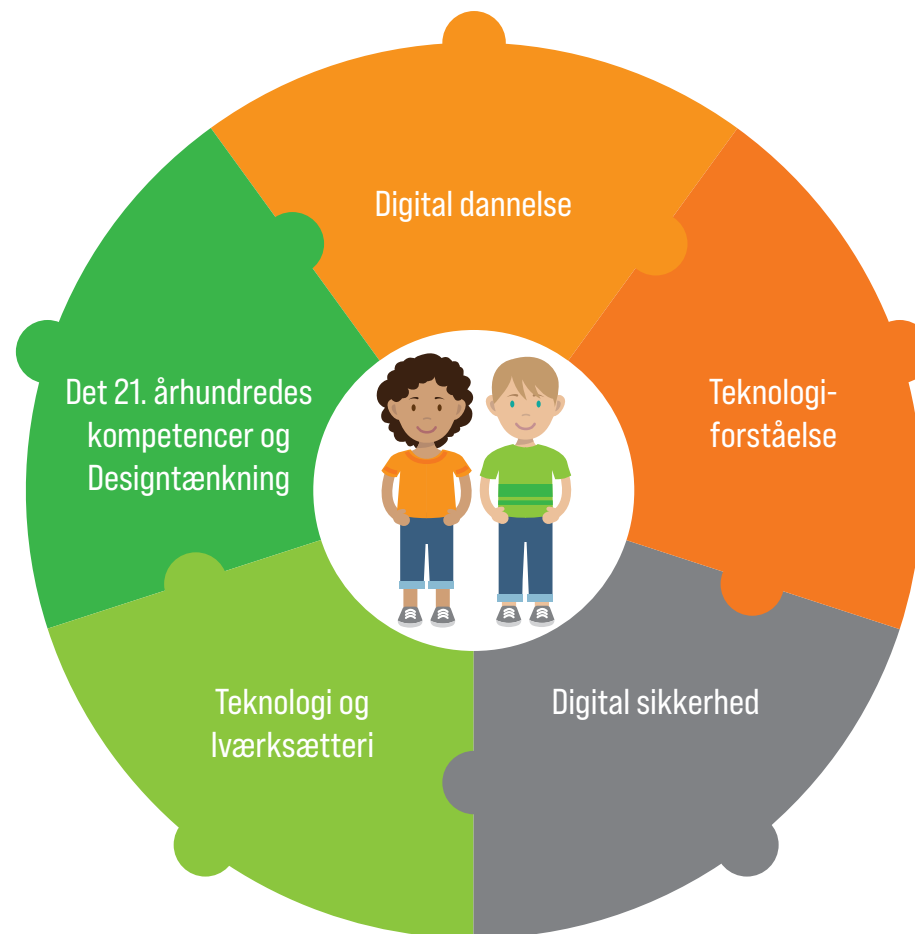 Digital dannelse
Teknologi-
forståelse
Digital sikkerhed
Teknologi og
Iværksætteri
Det 21. århundredes
kompetencer og
Designtænkning